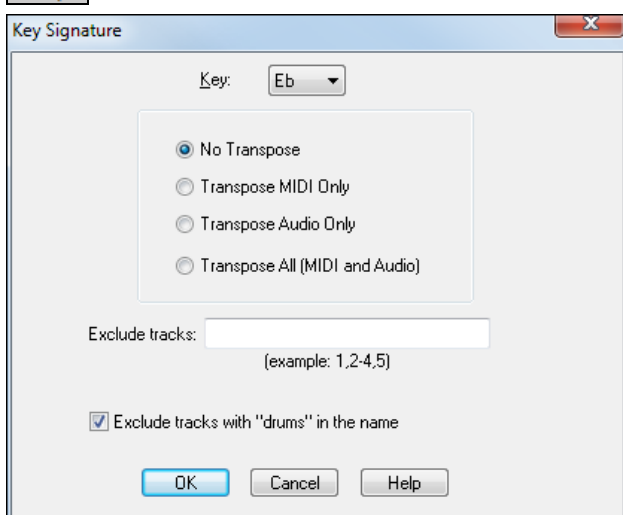 Key Signature
Key: Eb
No Transpose
Transpose MIDI Only
Transpose Audio Only
Transpose All (MIDI and Audio)
Exclude tracks:
(example: 1,2-4,5)
Exclude tracks with "drums" in the name
OK Cancel Help